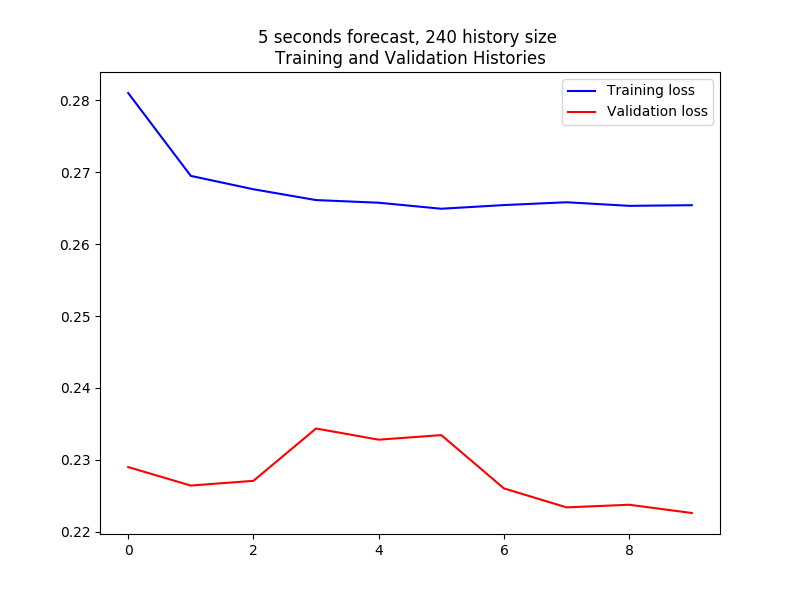 5 seconds forecast, 240 history size
Training and Validation Histories
Training loss
Validation loss
0.28
0.27
0.26
0.25
0.24
0.23
0.22
0 2 4 6 8